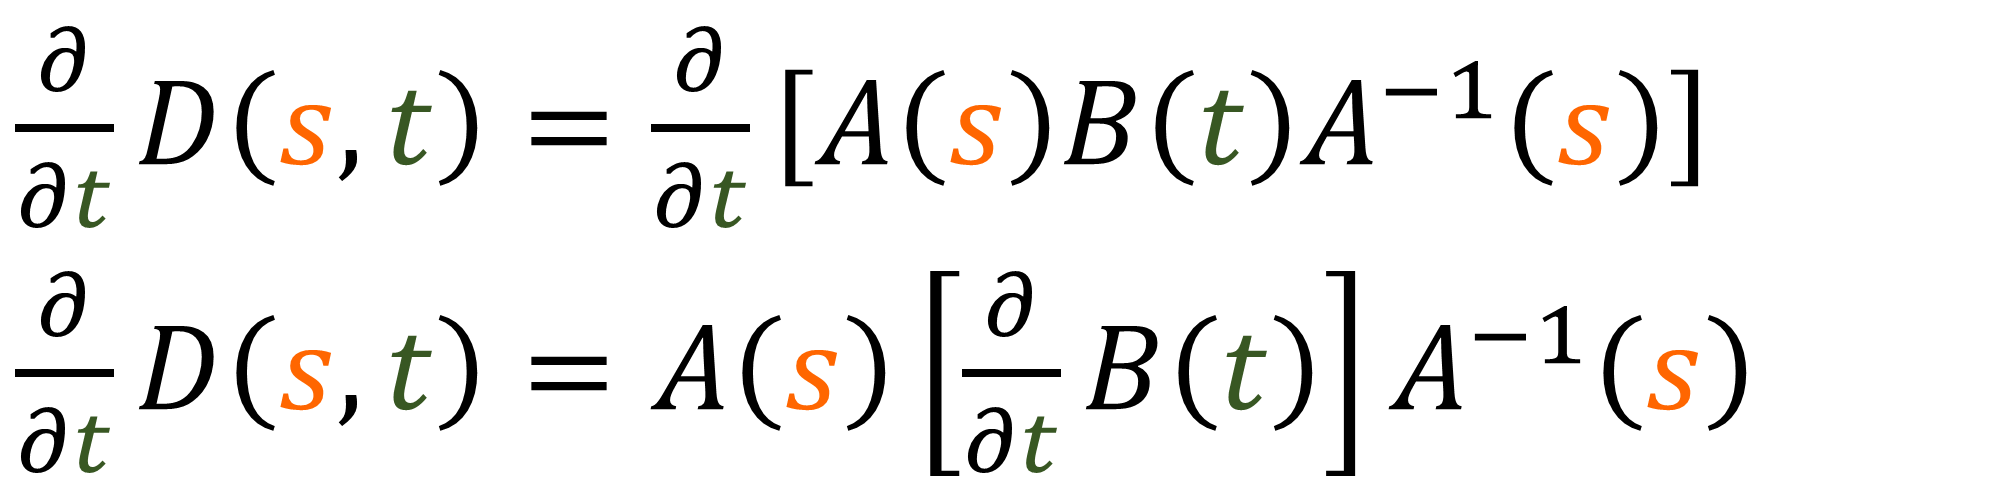 ∂/∂t D(s, t) = ∂/∂t [A(s)B(t)A⁻¹(s)]
∂/∂t D(s, t) = A(s) [∂/∂t B(t)] A⁻¹(s)